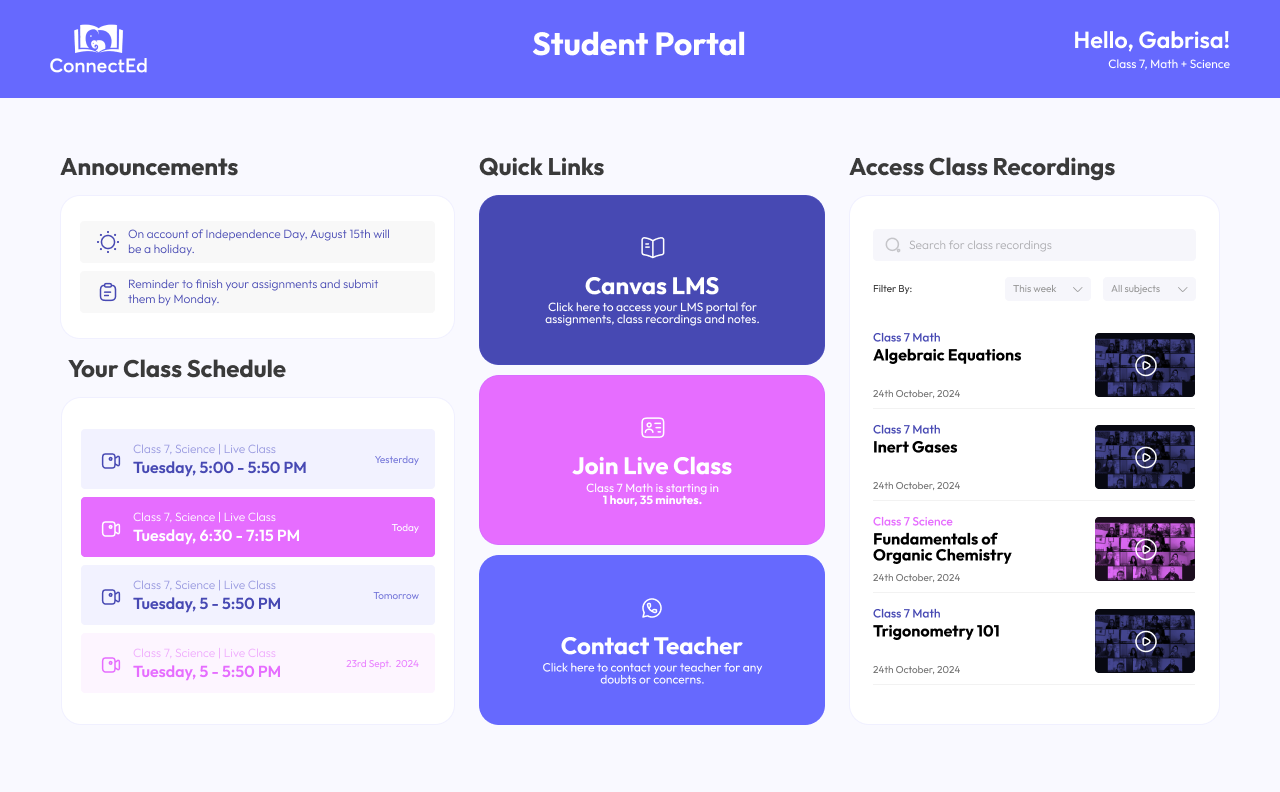 ConnectEd
Student Portal
Hello, Gabrisa!
Class 7, Math + Science
Announcements
On account of Independence Day, August 15th will
be a holiday.
Reminder to finish your assignments and submit
them by Monday.
Your Class Schedule
Class 7, Science | Live Class
Tuesday, 5:00 - 5:50 PM
Yesterday
Class 7, Science | Live Class
Tuesday, 6:30 - 7:15 PM
Today
Class 7, Science | Live Class
Tuesday, 5 - 5:50 PM
Tomorrow
Class 7, Science | Live Class
Tuesday, 5 - 5:50 PM
23rd Sept. 2024
Quick Links
Canvas LMS
Click here to access your LMS portal for
assignments, class recordings and notes.
Join Live Class
Class 7 Math is starting in
1 hour, 35 minutes.
Contact Teacher
Click here to contact your teacher for any
doubts or concerns.
Access Class Recordings
Search for class recordings
Filter By:
This week
All subjects
Class 7 Math
Algebraic Equations
24th October, 2024
Class 7 Math
Inert Gases
24th October, 2024
Class 7 Science
Fundamentals of
Organic Chemistry
24th October, 2024
Class 7 Math
Trigonometry 101
24th October, 2024